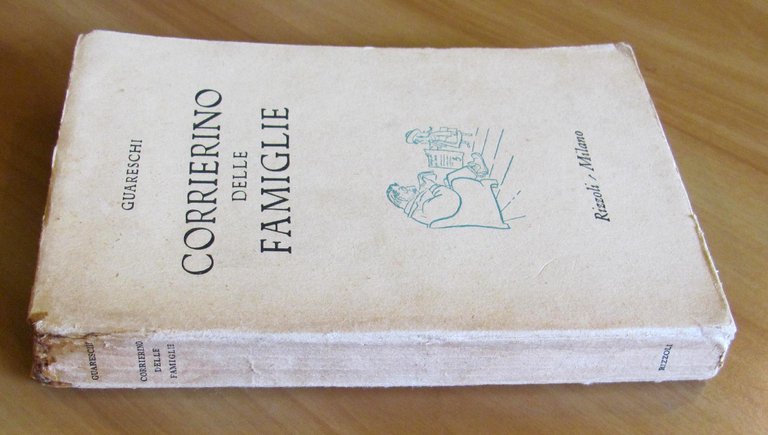 GUARESCHI
CORRIERINO
DELLE
FAMIGLIE
Rizzoli · Milano
GUARESCHI
CORRIERINO
DELLE
FAMIGLIE
RIZZOLI